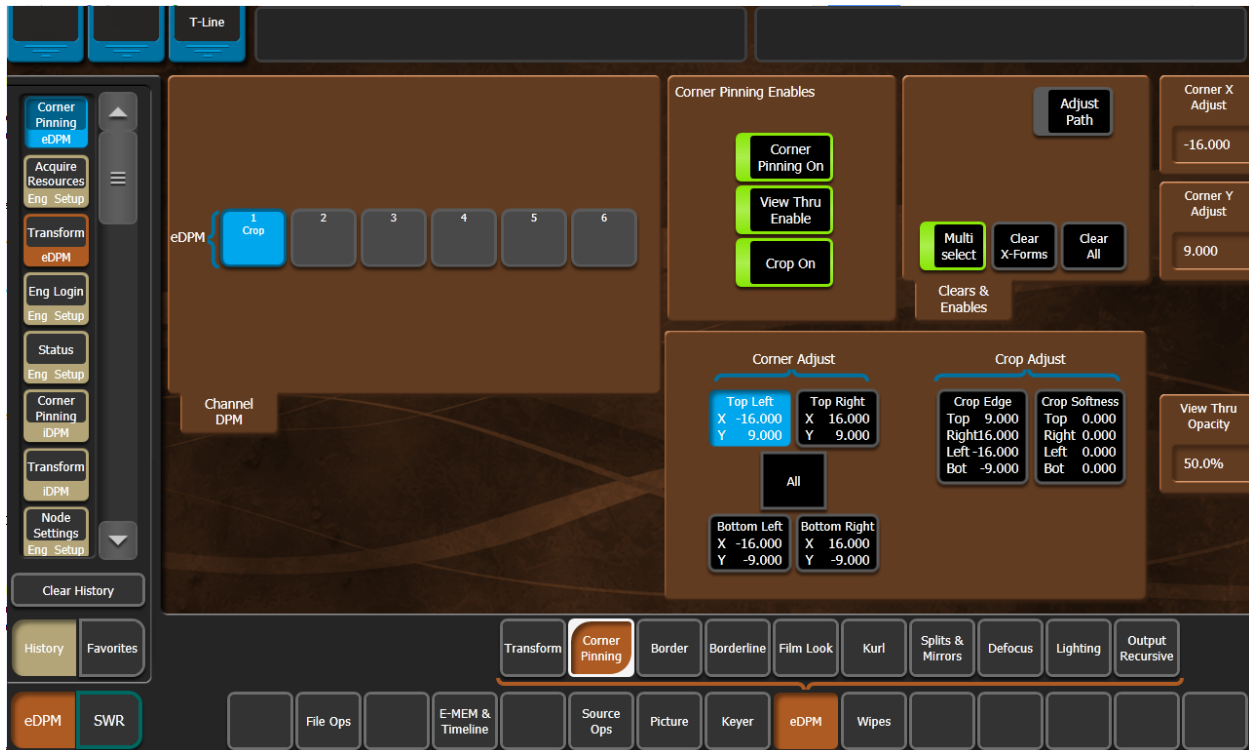 T-Line
Corner
Pinning
eDPM
Acquire
Resources
Eng Setup
Transform
eDPM
Eng Login
Eng Setup
Status
Eng Setup
Corner
Pinning
iDPM
Transform
iDPM
Node
Settings
Eng Setup
Clear History
History
Favorites
eDPM
SWR
eDPM
1
Crop
2
3
4
5
6
Channel
DPM
Corner Pinning Enables
Corner
Pinning On
View Thru
Enable
Crop On
Adjust
Path
Multi
select
Clear
X-Forms
Clear
All
Clears &
Enables
Corner X
Adjust
-16.000
Corner Y
Adjust
9.000
Corner Adjust
Top Left
X -16.000
Y 9.000
Top Right
X 16.000
Y 9.000
All
Bottom Left
X -16.000
Y -9.000
Bottom Right
X 16.000
Y -9.000
Crop Adjust
Crop Edge
Top 9.000
Right16.000
Left -16.000
Bot -9.000
Crop Softness
Top 0.000
Right 0.000
Left 0.000
Bot 0.000
View Thru
Opacity
50.0%
Transform
Corner
Pinning
Border
Borderline
Film Look
Kurl
Splits &
Mirrors
Defocus
Lighting
Output
Recursive
File Ops
E-MEM &
Timeline
Source
Ops
Picture
Keyer
eDPM
Wipes